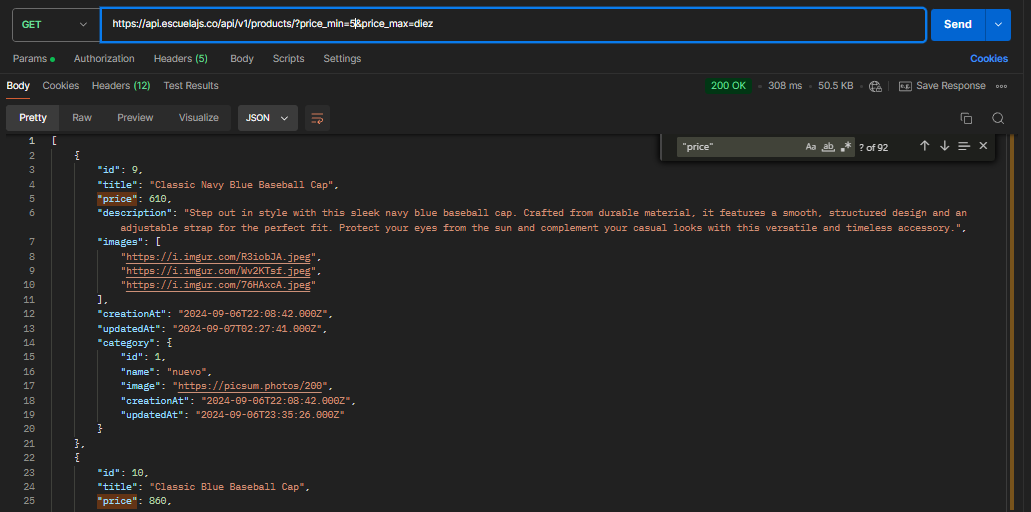 GET https://api.escuelajs.co/api/v1/products/?price_min=5&price_max=diez Send
Params Authorization Headers (5) Body Scripts Settings Cookies
Body Cookies Headers (12) Test Results 200 OK 308 ms 50.5 KB Save Response
Pretty Raw Preview Visualize JSON
"price" Aa ab ? of 92
1 [
2 {
3 "id": 9,
4 "title": "Classic Navy Blue Baseball Cap",
5 "price": 610,
6 "description": "Step out in style with this sleek navy blue baseball cap. Crafted from durable material, it features a smooth, structured design and an
adjustable strap for the perfect fit. Protect your eyes from the sun and complement your casual looks with this versatile and timeless accessory.",
7 "images": [
8 "https://i.imgur.com/R3iobJA.jpeg",
9 "https://i.imgur.com/Wv2KTsf.jpeg",
10 "https://i.imgur.com/76HAxcA.jpeg"
11 ],
12 "creationAt": "2024-09-06T22:08:42.000Z",
13 "updatedAt": "2024-09-07T02:27:41.000Z",
14 "category": {
15 "id": 1,
16 "name": "nuevo",
17 "image": "https://picsum.photos/200",
18 "creationAt": "2024-09-06T22:08:42.000Z",
19 "updatedAt": "2024-09-06T23:35:26.000Z"
20 }
21 },
22 {
23 "id": 10,
24 "title": "Classic Blue Baseball Cap",
25 "price": 860,